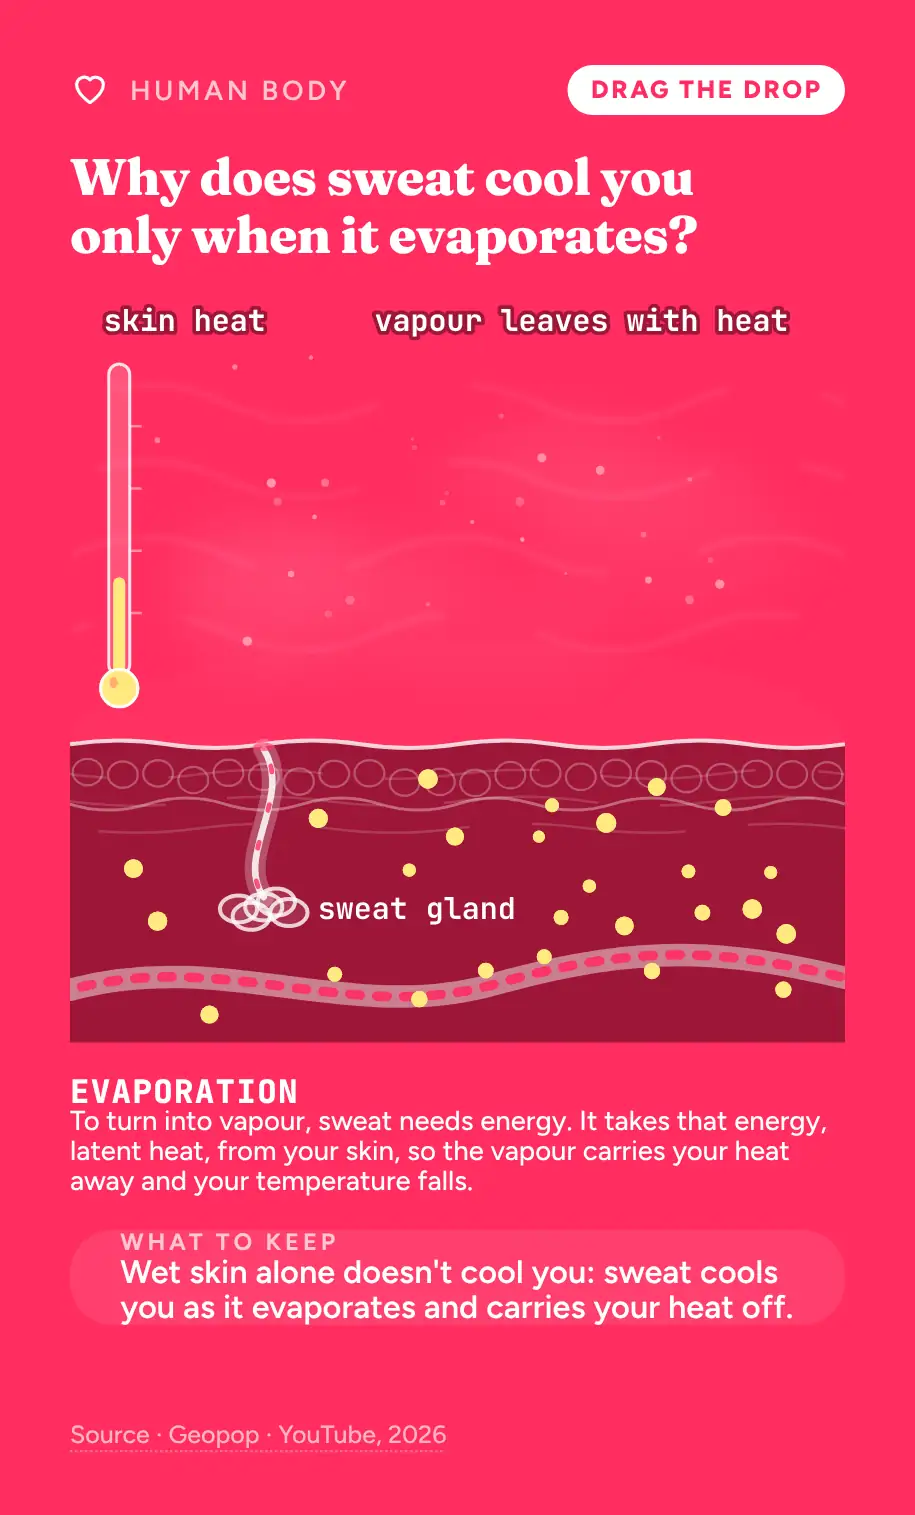 HUMAN BODY
DRAG THE DROP
Why does sweat cool you
only when it evaporates?
skin heat
vapour leaves with heat
sweat gland
EVAPORATION
To turn into vapour, sweat needs energy. It takes that energy,
latent heat, from your skin, so the vapour carries your heat
away and your temperature falls.
WHAT TO KEEP
Wet skin alone doesn't cool you: sweat cools
you as it evaporates and carries your heat off.
Source · Geopop · YouTube, 2026